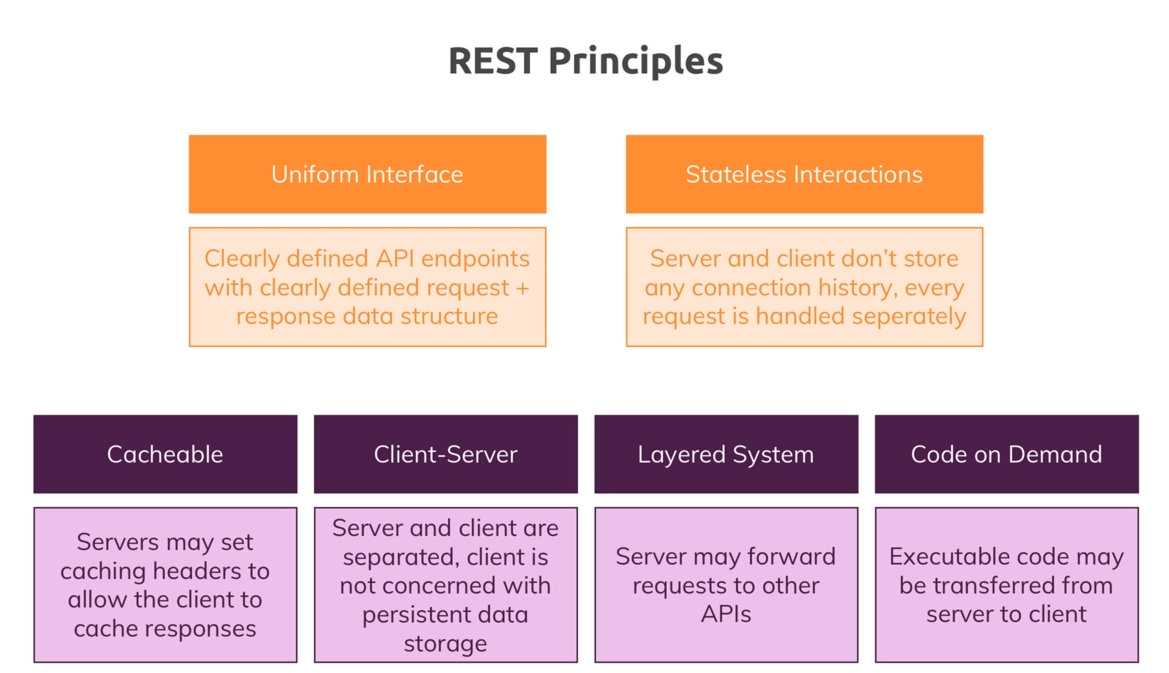 REST Principles
Uniform Interface
Clearly defined API endpoints
with clearly defined request +
response data structure
Stateless Interactions
Server and client don’t store
any connection history, every
request is handled seperately
Cacheable
Servers may set
caching headers to
allow the client to
cache responses
Client-Server
Server and client are
separated, client is
not concerned with
persistent data
storage
Layered System
Server may forward
requests to other
APIs
Code on Demand
Executable code may
be transferred from
server to client